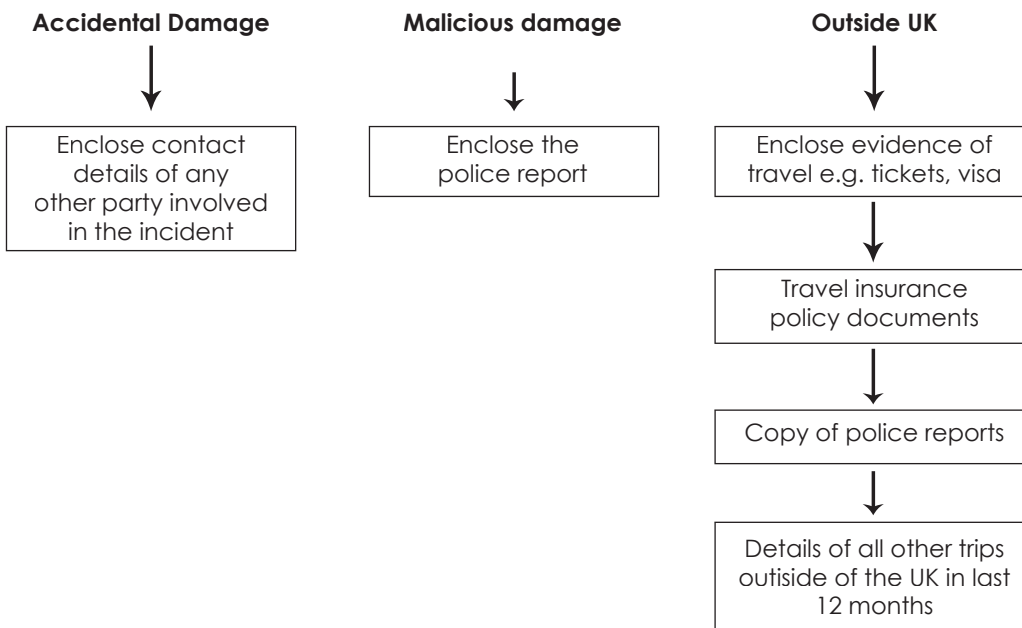 Accidental Damage
Enclose contact
details of any
other party involved
in the incident
Malicious damage
Enclose the
police report
Outside UK
Enclose evidence of
travel e.g. tickets, visa
Travel insurance
policy documents
Copy of police reports
Details of all other trips
outiside of the UK in last
12 months